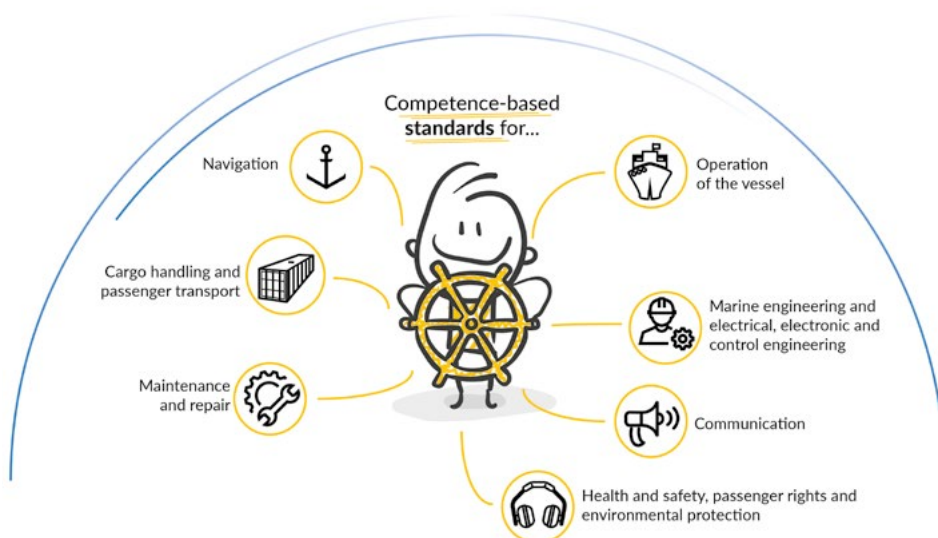 Competence-based
standards for...
Navigation
Operation
of the vessel
Cargo handling and
passenger transport
Marine engineering and
electrical, electronic and
control engineering
Maintenance
and repair
Communication
Health and safety, passenger rights and
environmental protection